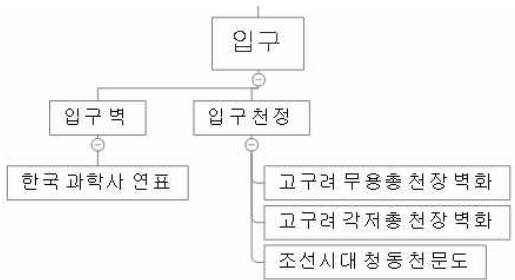 입구
입구 벽
입구 천정
한국 과학사 연표
고구려 무용총 천장 벽화
고구려 각저총 천장 벽화
조선시대 청동 천문도